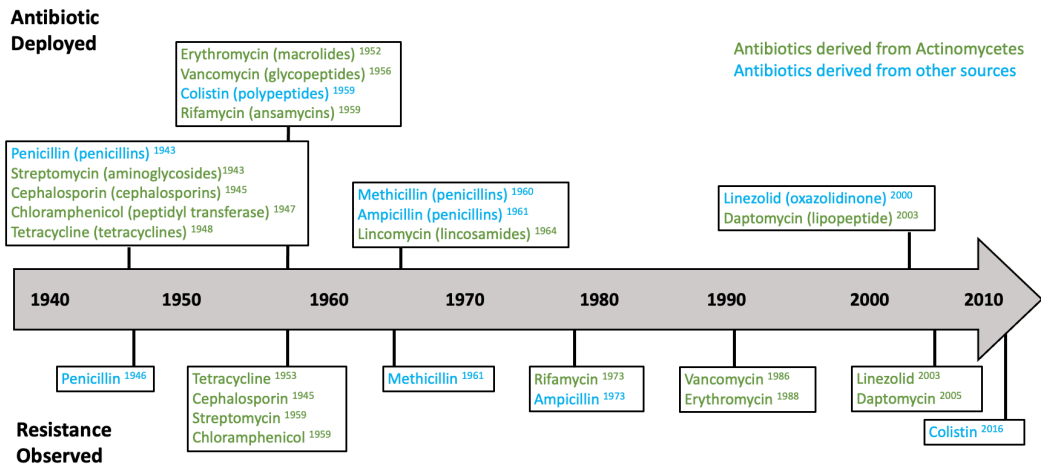 Antibiotic
Deployed
Erythromycin (macrolides) 1952
Vancomycin (glycopeptides) 1956
Colistin (polypeptides) 1959
Rifamycin (ansamycins) 1959
Antibiotics derived from Actinomycetes
Antibiotics derived from other sources
Penicillin (penicillins) 1943
Streptomycin (aminoglycosides)1943
Cephalosporin (cephalosporins) 1945
Chloramphenicol (peptidyl transferase) 1947
Tetracycline (tetracyclines) 1948
Methicillin (penicillins) 1960
Ampicillin (penicillins) 1961
Lincomycin (lincosamides) 1964
Linezolid (oxazolidinone) 2000
Daptomycin (lipopeptide) 2003
1940 1950 1960 1970 1980 1990 2000 2010
Penicillin 1946
Tetracycline 1953
Cephalosporin 1945
Streptomycin 1959
Chloramphenicol 1959
Methicillin 1961
Rifamycin 1973
Ampicillin 1973
Vancomycin 1986
Erythromycin 1988
Linezolid 2003
Daptomycin 2005
Colistin 2016
Resistance
Observed